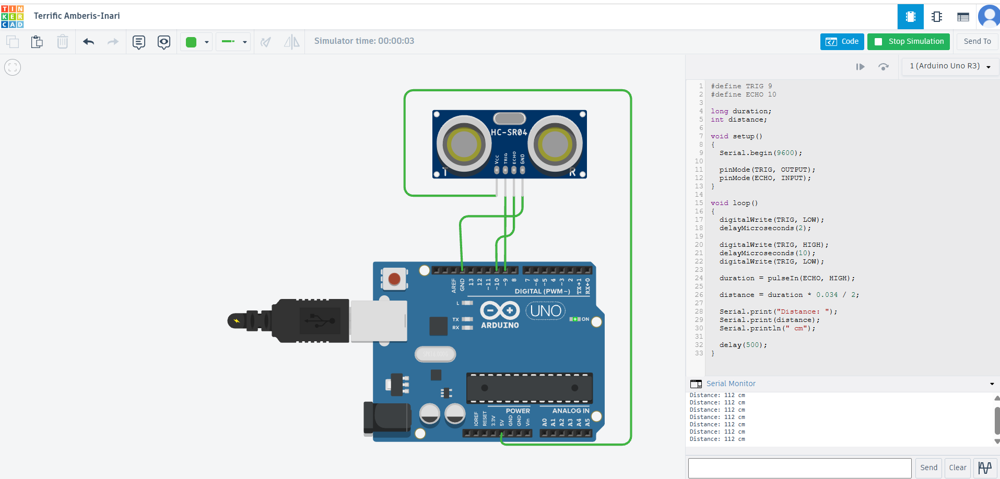 TIN
KER
CAD
Terrific Amberis-Inari
Simulator time: 00:00:03
Code
Stop Simulation
Send To
1 (Arduino Uno R3)
HC-SR04
VCC
TRIG
ECHO
GND
T
R
AREF
GND
13
12
~11
~10
~9
8
7
~6
~5
~4
~3
2
TX→1
RX←0
DIGITAL (PWM~)
L
TX
RX
ARDUINO
UNO
ON
POWER
ANALOG IN
IOREF
RESET
3.3V
5V
GND
GND
Vin
A0
A1
A2
A3
A4
A5
1 #define TRIG 9
2 #define ECHO 10
3
4 long duration;
5 int distance;
6
7 void setup()
8 {
9 Serial.begin(9600);
10
11 pinMode(TRIG, OUTPUT);
12 pinMode(ECHO, INPUT);
13 }
14
15 void loop()
16 {
17 digitalWrite(TRIG, LOW);
18 delayMicroseconds(2);
19
20 digitalWrite(TRIG, HIGH);
21 delayMicroseconds(10);
22 digitalWrite(TRIG, LOW);
23
24 duration = pulseIn(ECHO, HIGH);
25
26 distance = duration * 0.034 / 2;
27
28 Serial.print("Distance: ");
29 Serial.print(distance);
30 Serial.println(" cm");
31
32 delay(500);
33 }
Serial Monitor
Distance: 112 cm
Distance: 112 cm
Distance: 112 cm
Distance: 112 cm
Distance: 112 cm
Distance: 112 cm
Distance: 112 cm
Send
Clear